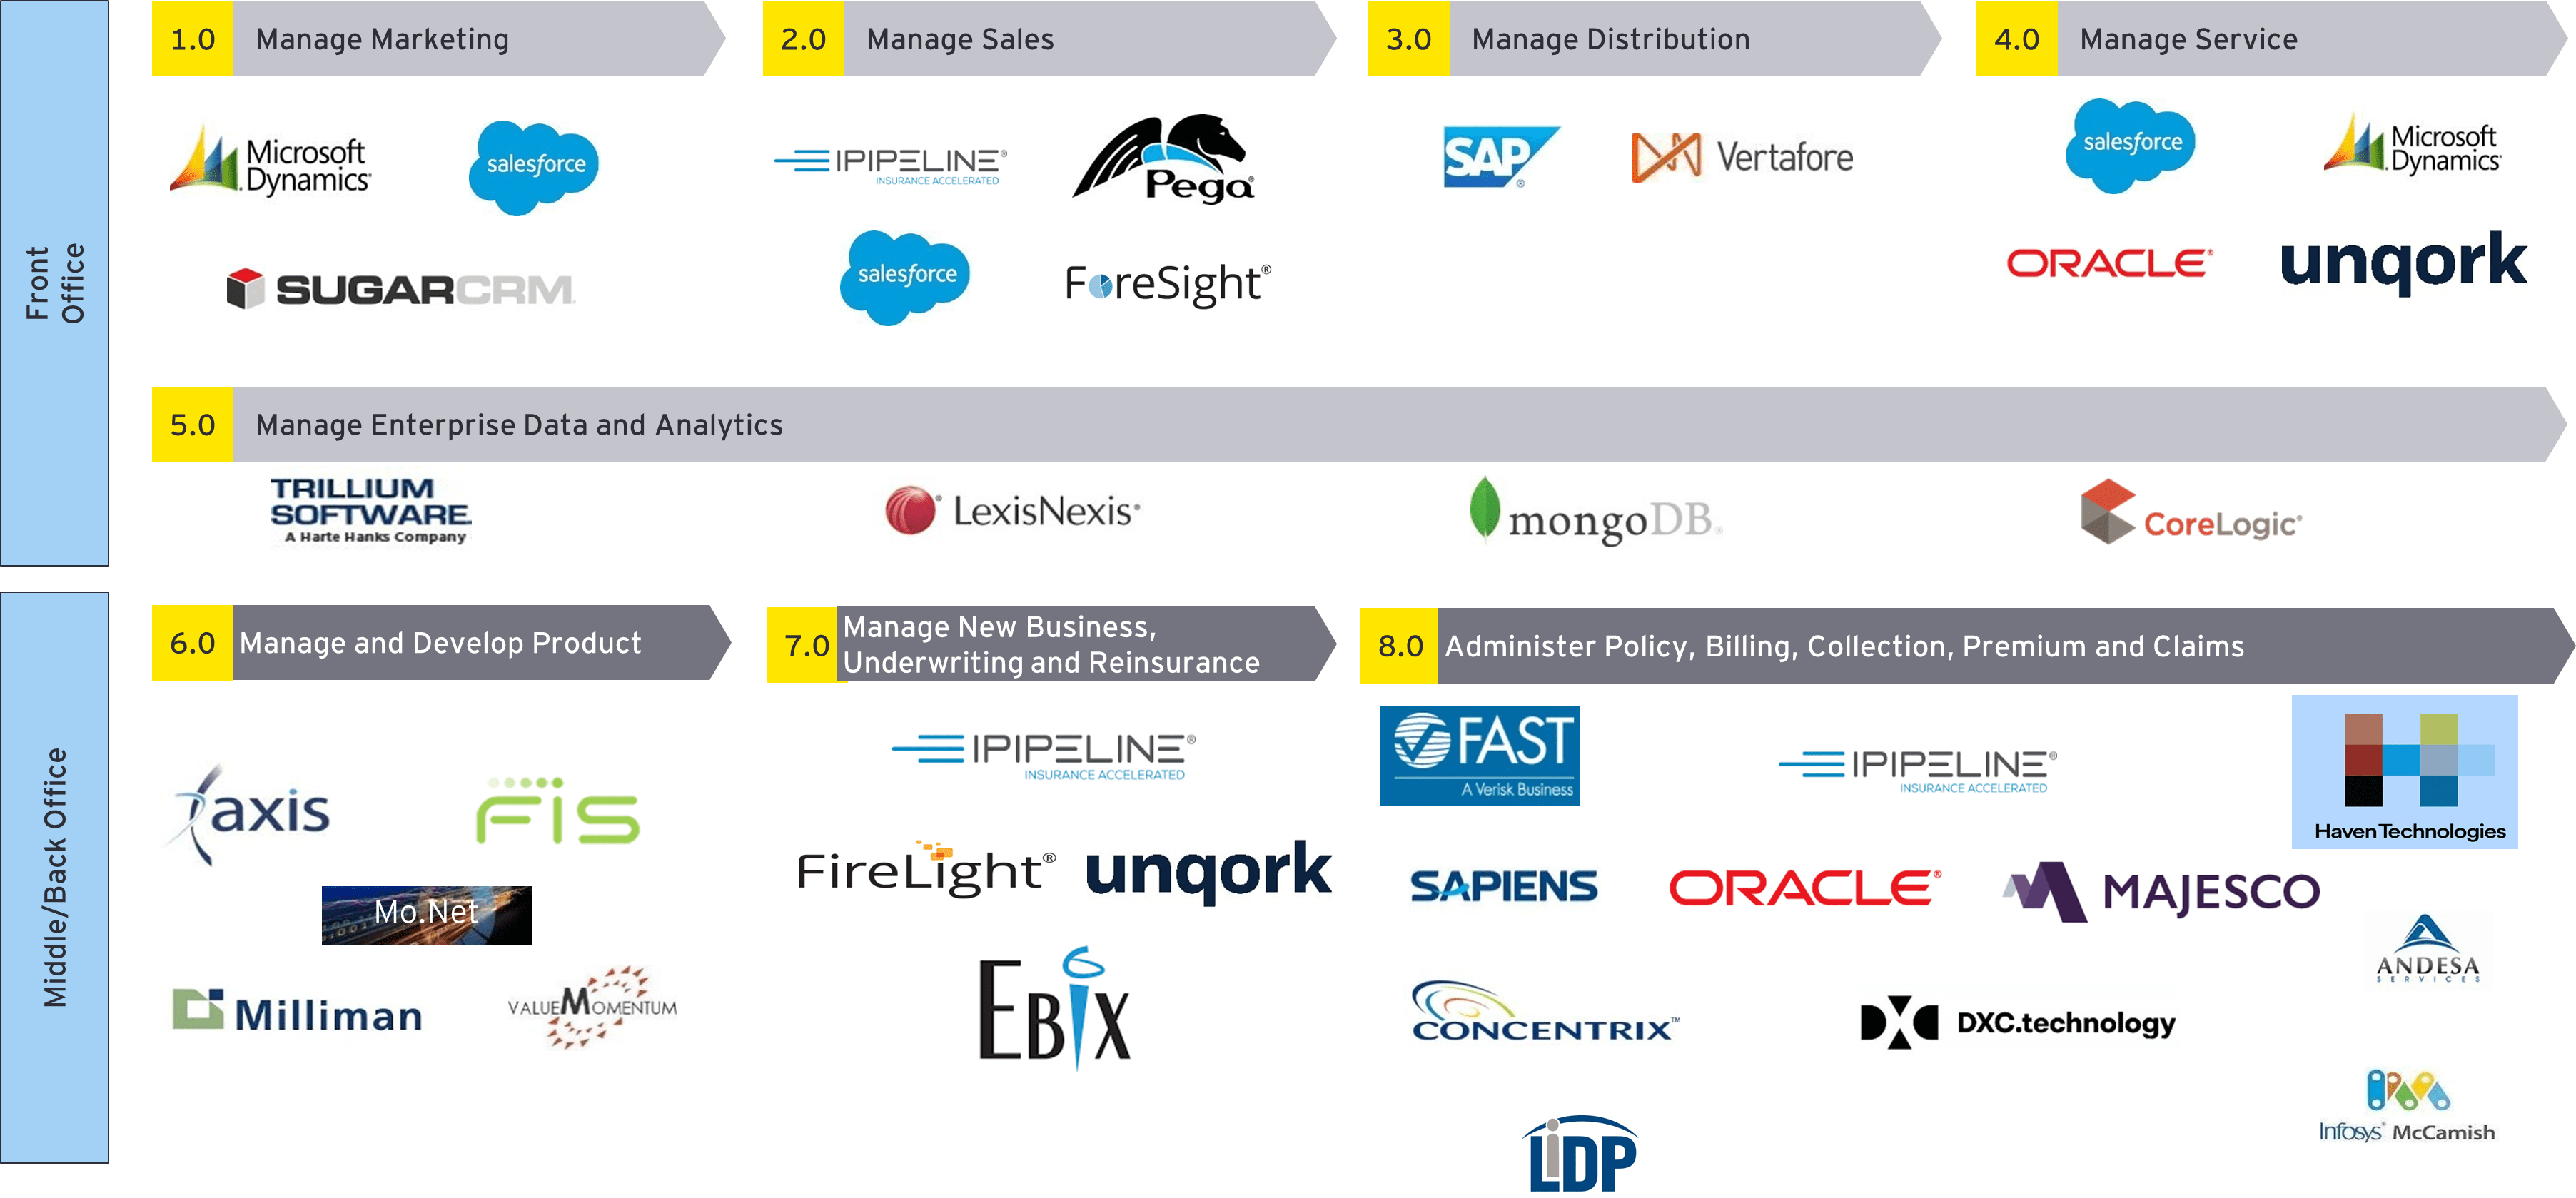 Front
Office
1.0 Manage Marketing
Microsoft
Dynamics
salesforce
SUGARCRM
2.0 Manage Sales
IPIPELINE®
INSURANCE ACCELERATED
Pega®
salesforce
ForeSight®
3.0 Manage Distribution
SAP®
Vertafore
4.0 Manage Service
salesforce
Microsoft
Dynamics
ORACLE®
unqork
5.0 Manage Enterprise Data and Analytics
TRILLIUM
SOFTWARE
A Harte Hanks Company
LexisNexis®
mongoDB®
CoreLogic®
Middle/Back Office
6.0 Manage and Develop Product
axis
FIS
Mo.Net
Milliman
VALUEMOMENTUM
7.0 Manage New Business,
Underwriting and Reinsurance
IPIPELINE®
INSURANCE ACCELERATED
FireLight®
unqork
EBIX
8.0 Administer Policy, Billing, Collection, Premium and Claims
FAST
A Verisk Business
IPIPELINE®
INSURANCE ACCELERATED
Haven Technologies
SAPIENS
ORACLE®
MAJESCO
ANDESA
SERVICES
CONCENTRIX™
DXC DXC.technology
Infosys® McCamish
LIDP